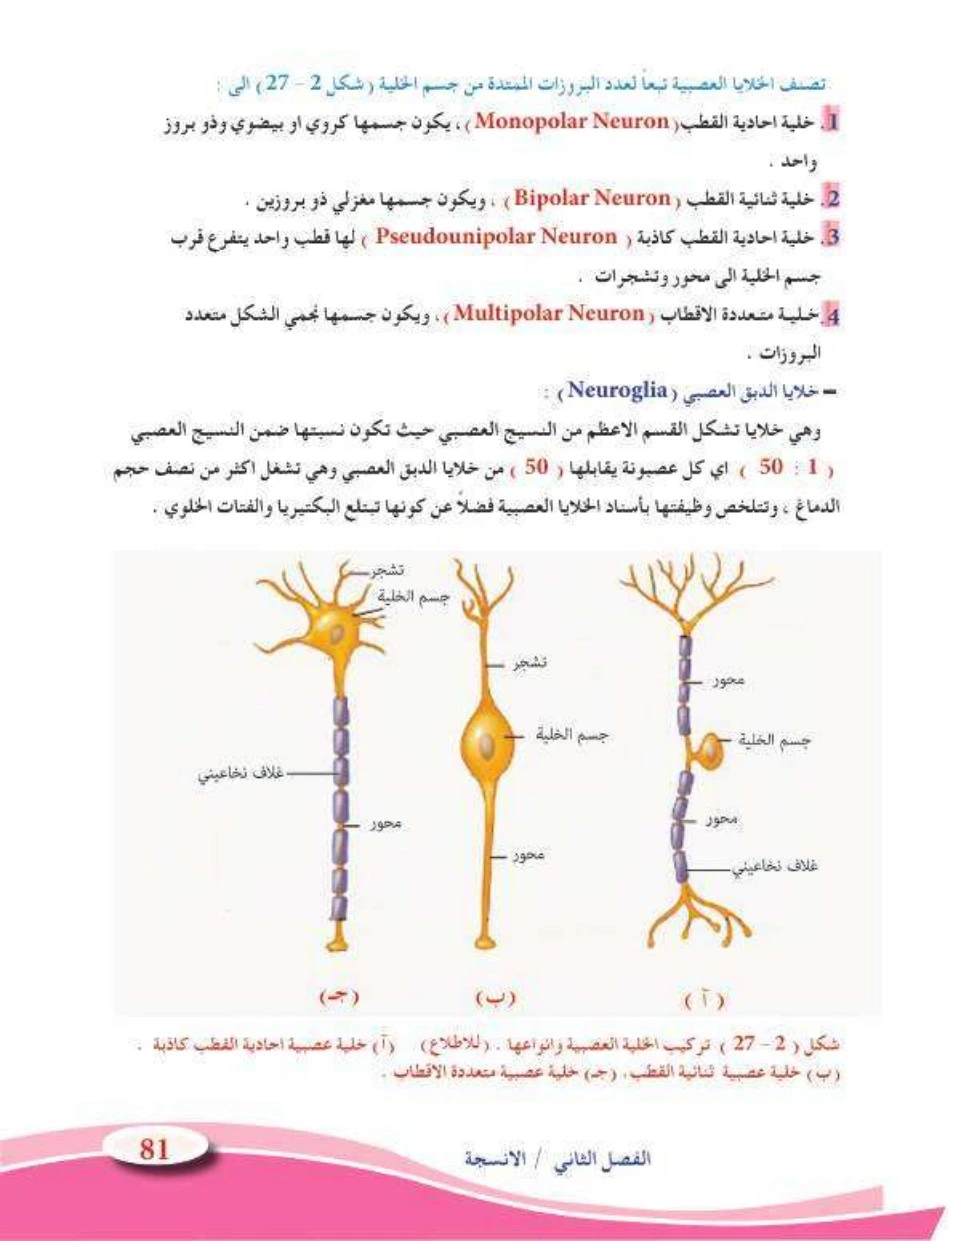 تصنف الخلايا العصبية تبعاً لعدد البروزات الممتدة من جسم الخلية ( شكل 2 - 27 ) الى :
1. خلية احادية القطب ( Monopolar Neuron ) ، يكون جسمها كروي او بيضوي وذو بروز
واحد .
2. خلية ثنائية القطب ( Bipolar Neuron ) ، ويكون جسمها مغزلي ذو بروزين .
3. خلية احادية القطب كاذبة ( Pseudounipolar Neuron ) لها قطب واحد يتفرع قرب
جسم الخلية الى محور وتشجرات .
4. خلية متعددة الاقطاب ( Multipolar Neuron ) ، ويكون جسمها نجمي الشكل متعدد
البروزات .
– خلايا الدبق العصبي ( Neuroglia ) :
وهي خلايا تشكل القسم الاعظم من النسيج العصبي حيث تكون نسبتها ضمن النسيج العصبي
( 1 : 50 ) اي كل عصبونة يقابلها ( 50 ) من خلايا الدبق العصبي وهي تشغل اكثر من نصف حجم
الدماغ ، وتتلخص وظيفتها بأسناد الخلايا العصبية فضلاً عن كونها تبتلع البكتيريا والفتات الخلوي .
محور
جسم الخلية
محور
غلاف نخاعيني
( آ )
تشجر
جسم الخلية
محور
( ب )
تشجر
جسم الخلية
غلاف نخاعيني
محور
( جـ )
شكل ( 2 - 27 ) تركيب الخلية العصبية وانواعها . ( للاطلاع ) ( آ ) خلية عصبية احادية القطب كاذبة .
( ب ) خلية عصبية ثنائية القطب . ( جـ ) خلية عصبية متعددة الاقطاب .
الفصل الثاني / الانسجة
81